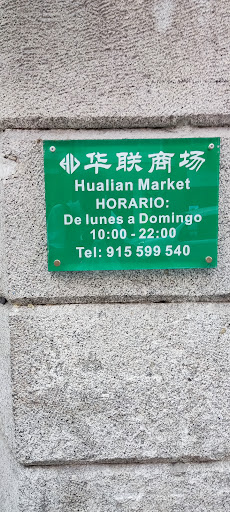 华联商场
Hualian Market
HORARIO:
De lunes a Domingo
10:00 - 22:00
Tel: 915 599 540